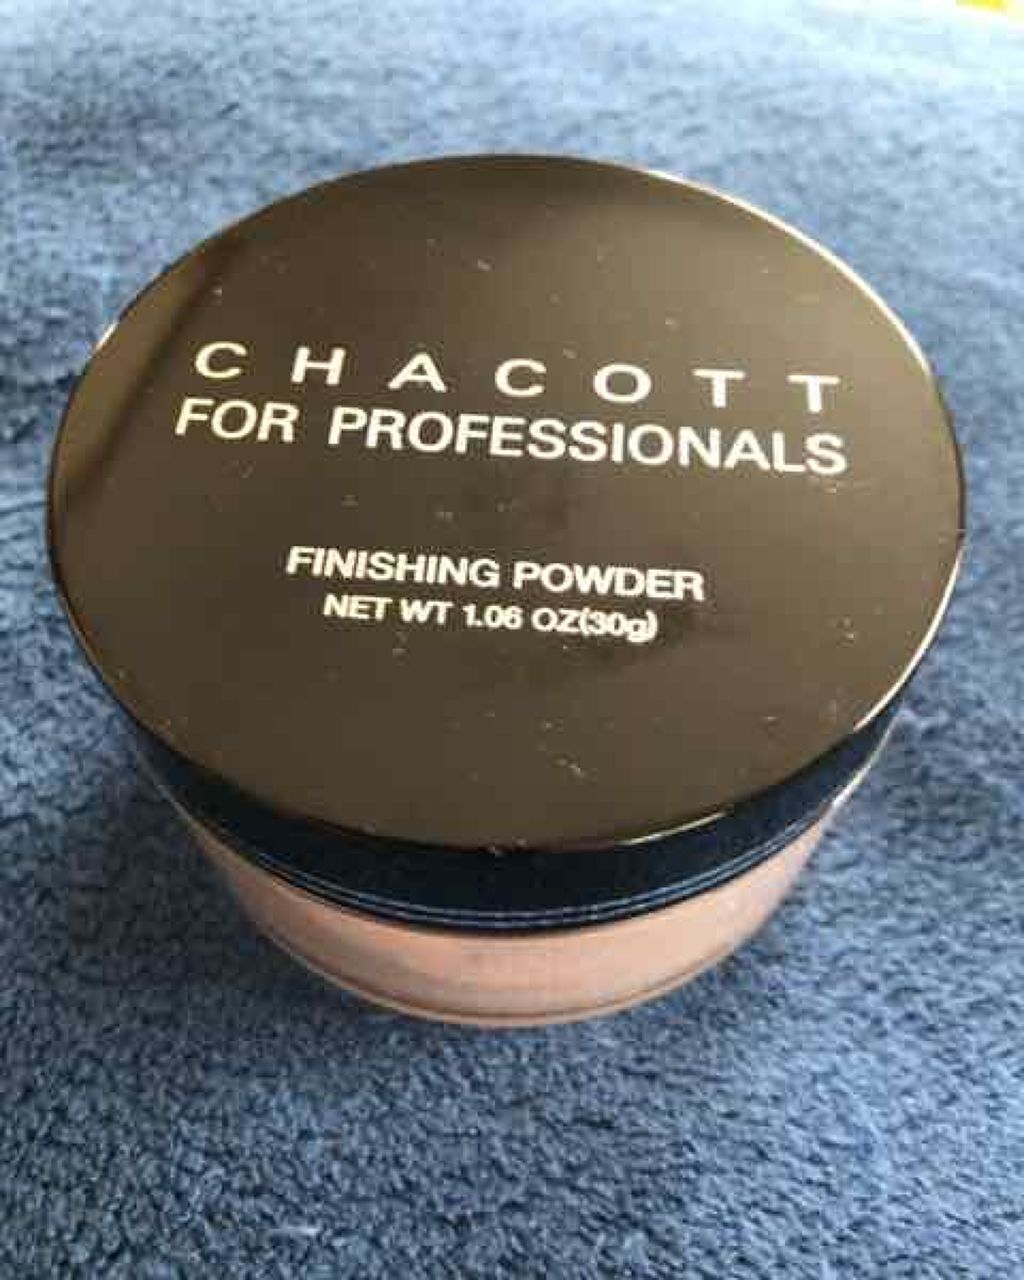 CHACOTT
FOR PROFESSIONALS
FINISHING POWDER
NET WT 1.06 OZ(30g)